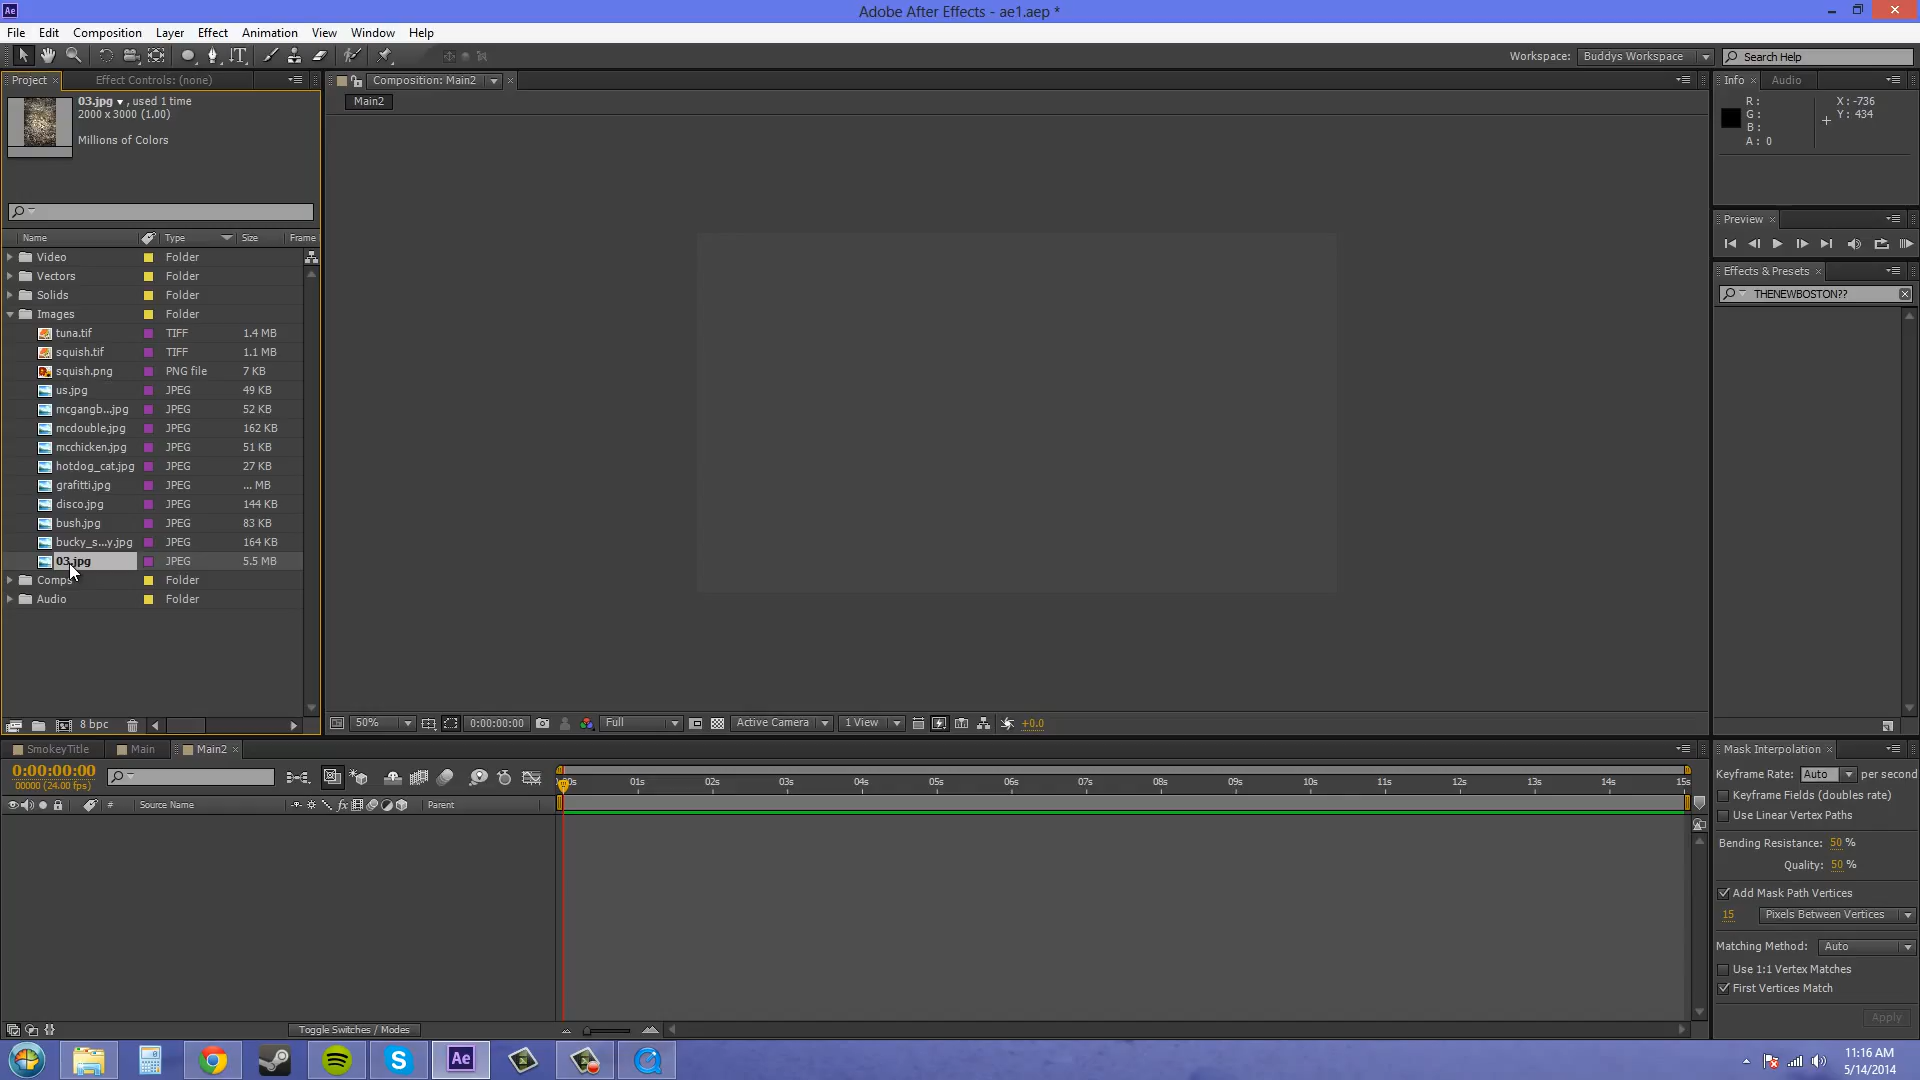 Adobe After Effects - ae1.aep *
File Edit Composition Layer Effect Animation View Window Help
Workspace: Buddys Workspace Search Help
Project Effect Controls: (none)
Composition: Main2
Info Audio
Main2
03.jpg , used 1 time
2000 x 3000 (1.00)
Millions of Colors
R : X: -736
G : Y: 434
B :
A : 0
Preview
Effects & Presets
THENEWBOSTON??
Name Type Size Frame
Video Folder
Vectors Folder
Solids Folder
Images Folder
tuna.tif TIFF 1.4 MB
squish.tif TIFF 1.1 MB
squish.png PNG file 7 KB
us.jpg JPEG 49 KB
mcgangb...jpg JPEG 52 KB
mcdouble.jpg JPEG 162 KB
mcchicken.jpg JPEG 51 KB
hotdog_cat.jpg JPEG 27 KB
grafitti.jpg JPEG ... MB
disco.jpg JPEG 144 KB
bush.jpg JPEG 83 KB
bucky_s...y.jpg JPEG 164 KB
03.jpg JPEG 5.5 MB
Comps Folder
Audio Folder
8 bpc
50% 0:00:00:00 Full Active Camera 1 View +0.0
SmokeyTitle Main Main2
0:00:00:00
00000 (24.00 fps)
01s 02s 03s 04s 05s 06s 07s 08s 09s 10s 11s 12s 13s 14s 15s
# Source Name fx Parent
Toggle Switches / Modes
Mask Interpolation
Keyframe Rate: Auto per second
Keyframe Fields (doubles rate)
Use Linear Vertex Paths
Bending Resistance: 50 %
Quality: 50 %
Add Mask Path Vertices
15 Pixels Between Vertices
Matching Method: Auto
Use 1:1 Vertex Matches
First Vertices Match
Apply
Ae
11:16 AM
5/14/2014